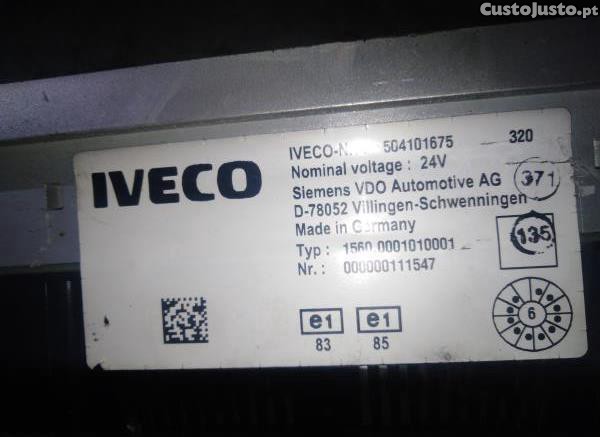 CustoJusto.pt
IVECO
IVECO-N 504101675 320
Nominal voltage : 24V
Siemens VDO Automotive AG 371
D-78052 Villingen-Schwenningen
Made in Germany
Typ : 1560.0001010001 135
Nr. : 000000111547
e1 e1
83 85
6